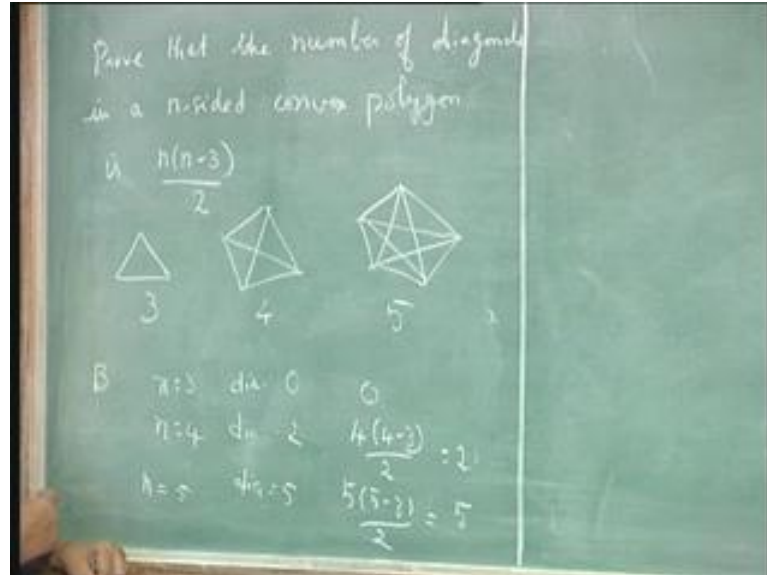 Prove that the number of diagonals
in a n-sided convex polygon
is n(n-3)/2
3 4 5
B n=3 dia 0 0
n=4 dia 2 4(4-3)/2 = 2
n=5 dia=5 5(5-3)/2 = 5